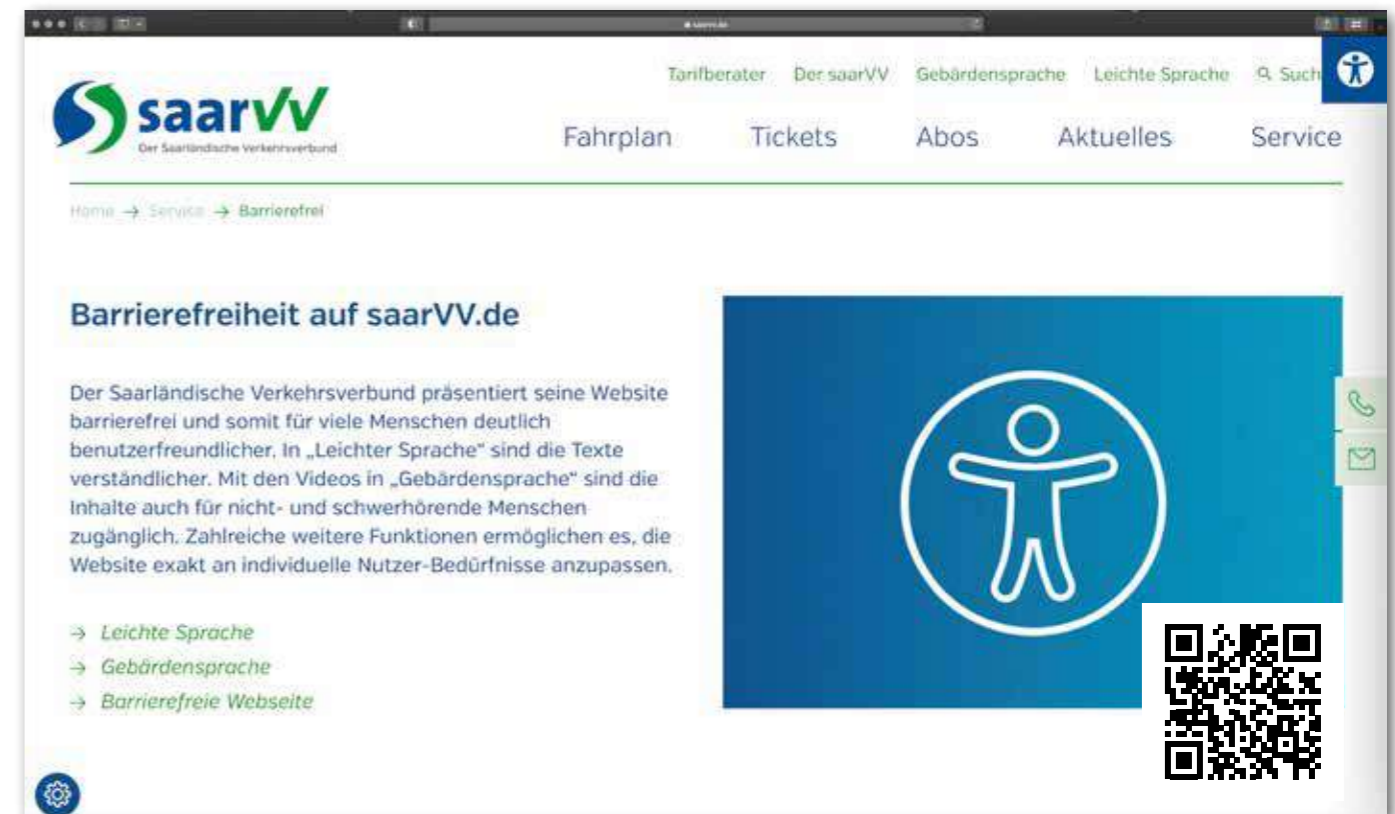 saarvv.de
Tarifberater Der saarVV Gebärdensprache Leichte Sprache Such
saarVV
Der Saarländische Verkehrsverbund
Fahrplan Tickets Abos Aktuelles Service
Home → Service → Barrierefrei
Barrierefreiheit auf saarVV.de
Der Saarländische Verkehrsverbund präsentiert seine Website
barrierefrei und somit für viele Menschen deutlich
benutzerfreundlicher. In „Leichter Sprache" sind die Texte
verständlicher. Mit den Videos in „Gebärdensprache" sind die
Inhalte auch für nicht- und schwerhörende Menschen
zugänglich. Zahlreiche weitere Funktionen ermöglichen es, die
Website exakt an individuelle Nutzer-Bedürfnisse anzupassen.
→ Leichte Sprache
→ Gebärdensprache
→ Barrierefreie Webseite